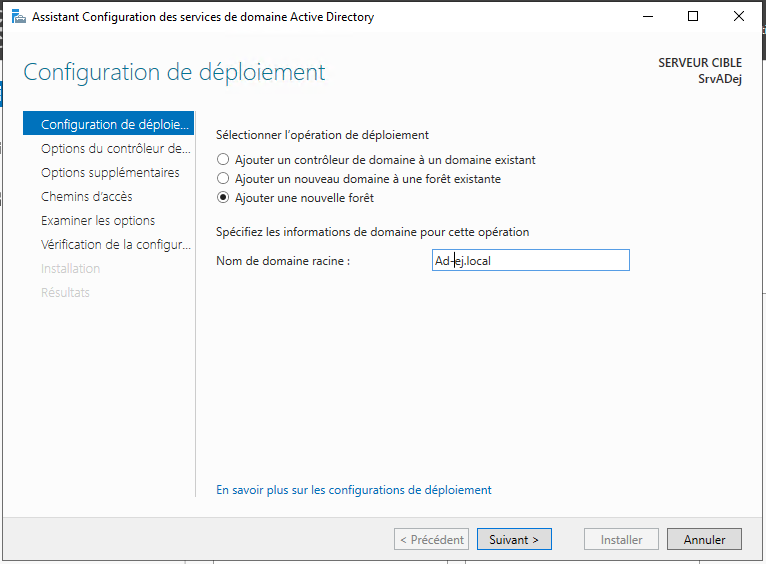 Assistant Configuration des services de domaine Active Directory
Configuration de déploiement
SERVEUR CIBLE
SrvADej
Configuration de déploie...
Options du contrôleur de...
Options supplémentaires
Chemins d'accès
Examiner les options
Vérification de la configur...
Installation
Résultats
Sélectionner l'opération de déploiement
Ajouter un contrôleur de domaine à un domaine existant
Ajouter un nouveau domaine à une forêt existante
Ajouter une nouvelle forêt
Spécifiez les informations de domaine pour cette opération
Nom de domaine racine : Ad-ej.local
En savoir plus sur les configurations de déploiement
< Précédent Suivant > Installer Annuler